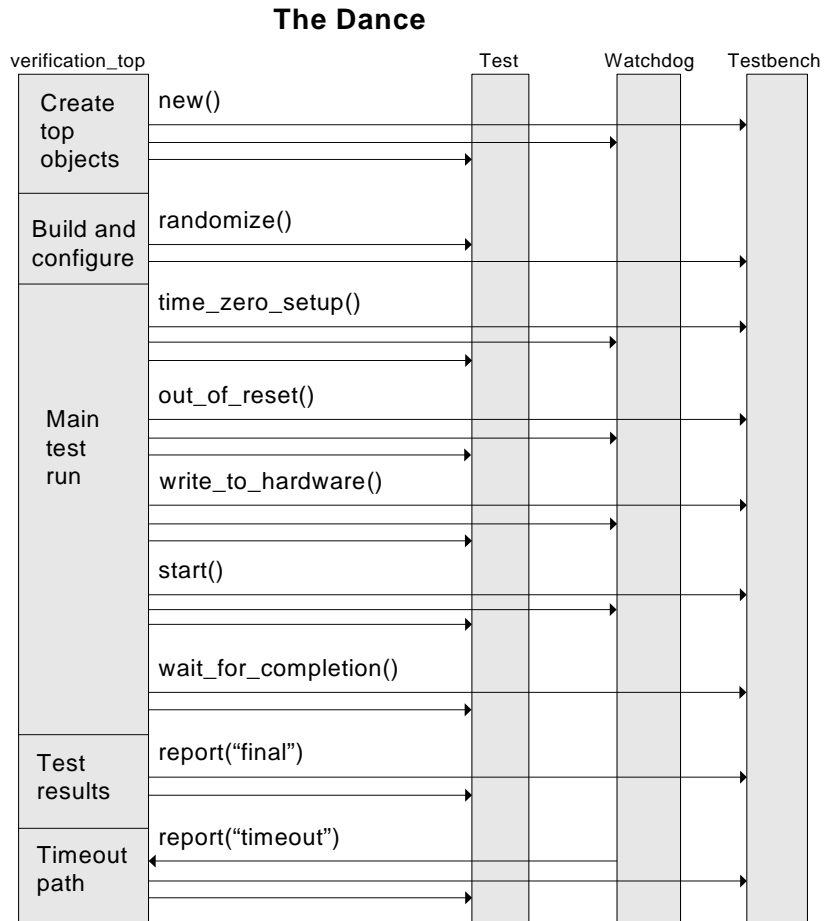 The Dance
verification_top
Test
Watchdog
Testbench
Create
top
objects
new()
Build and
configure
randomize()
time_zero_setup()
out_of_reset()
Main
test
run
write_to_hardware()
start()
wait_for_completion()
Test
results
report(“final”)
report(“timeout”)
Timeout
path